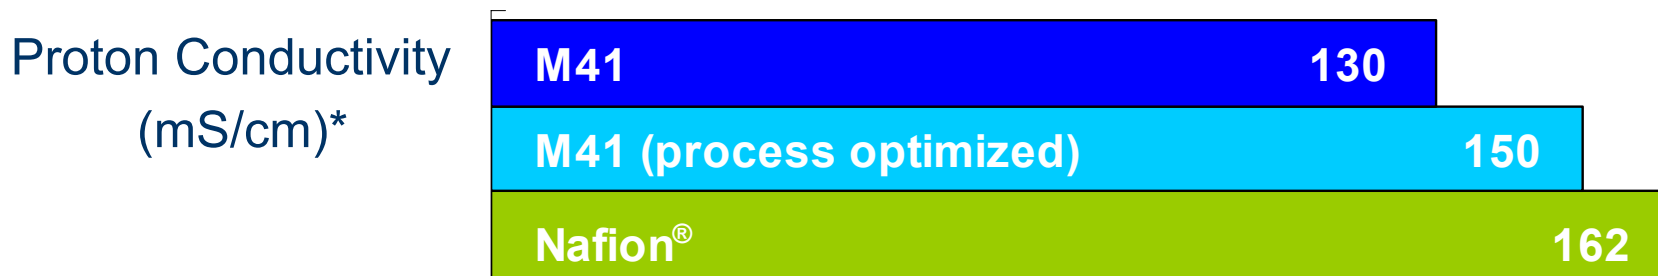 Proton Conductivity
(mS/cm)*
M41 130
M41 (process optimized) 150
Nafion® 162